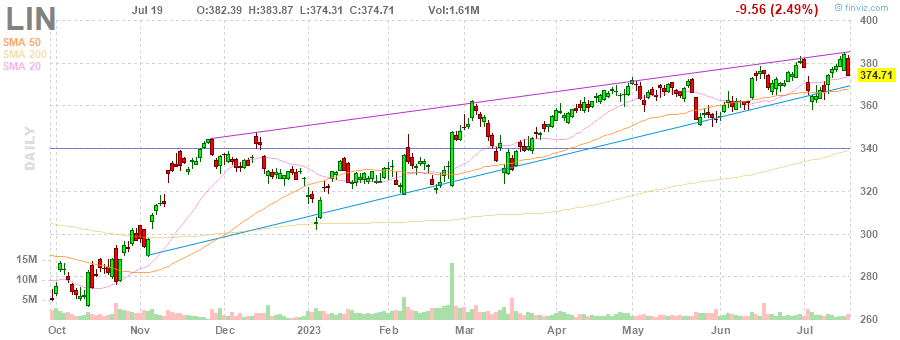 LIN Jul 19 O:382.39 H:383.87 L:374.31 C:374.71 Vol:1.61M -9.56 (2.49%) © finviz.com
SMA 50
SMA 200
SMA 20
DAILY
400
380
374.71
360
340
320
300
280
260
15M
10M
5M
Oct Nov Dec 2023 Feb Mar Apr May Jun Jul